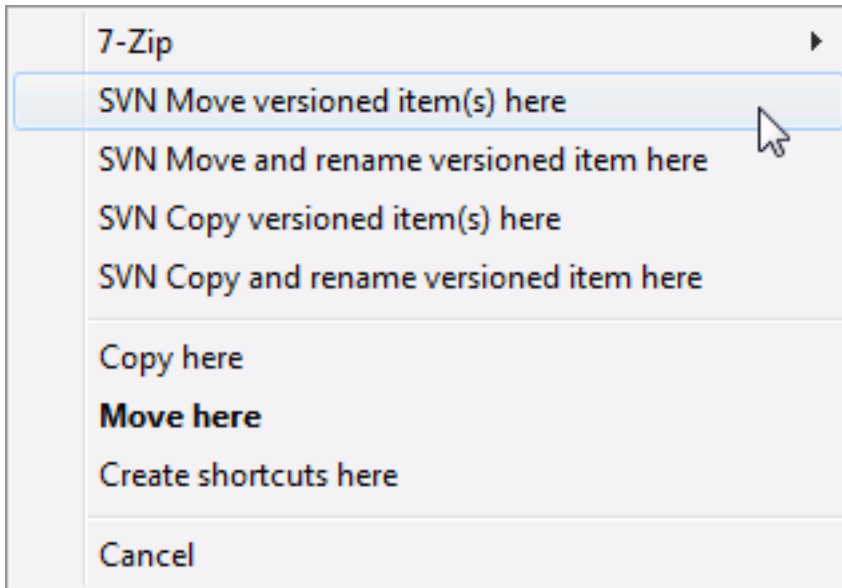 7-Zip
SVN Move versioned item(s) here
SVN Move and rename versioned item here
SVN Copy versioned item(s) here
SVN Copy and rename versioned item here
Copy here
Move here
Create shortcuts here
Cancel